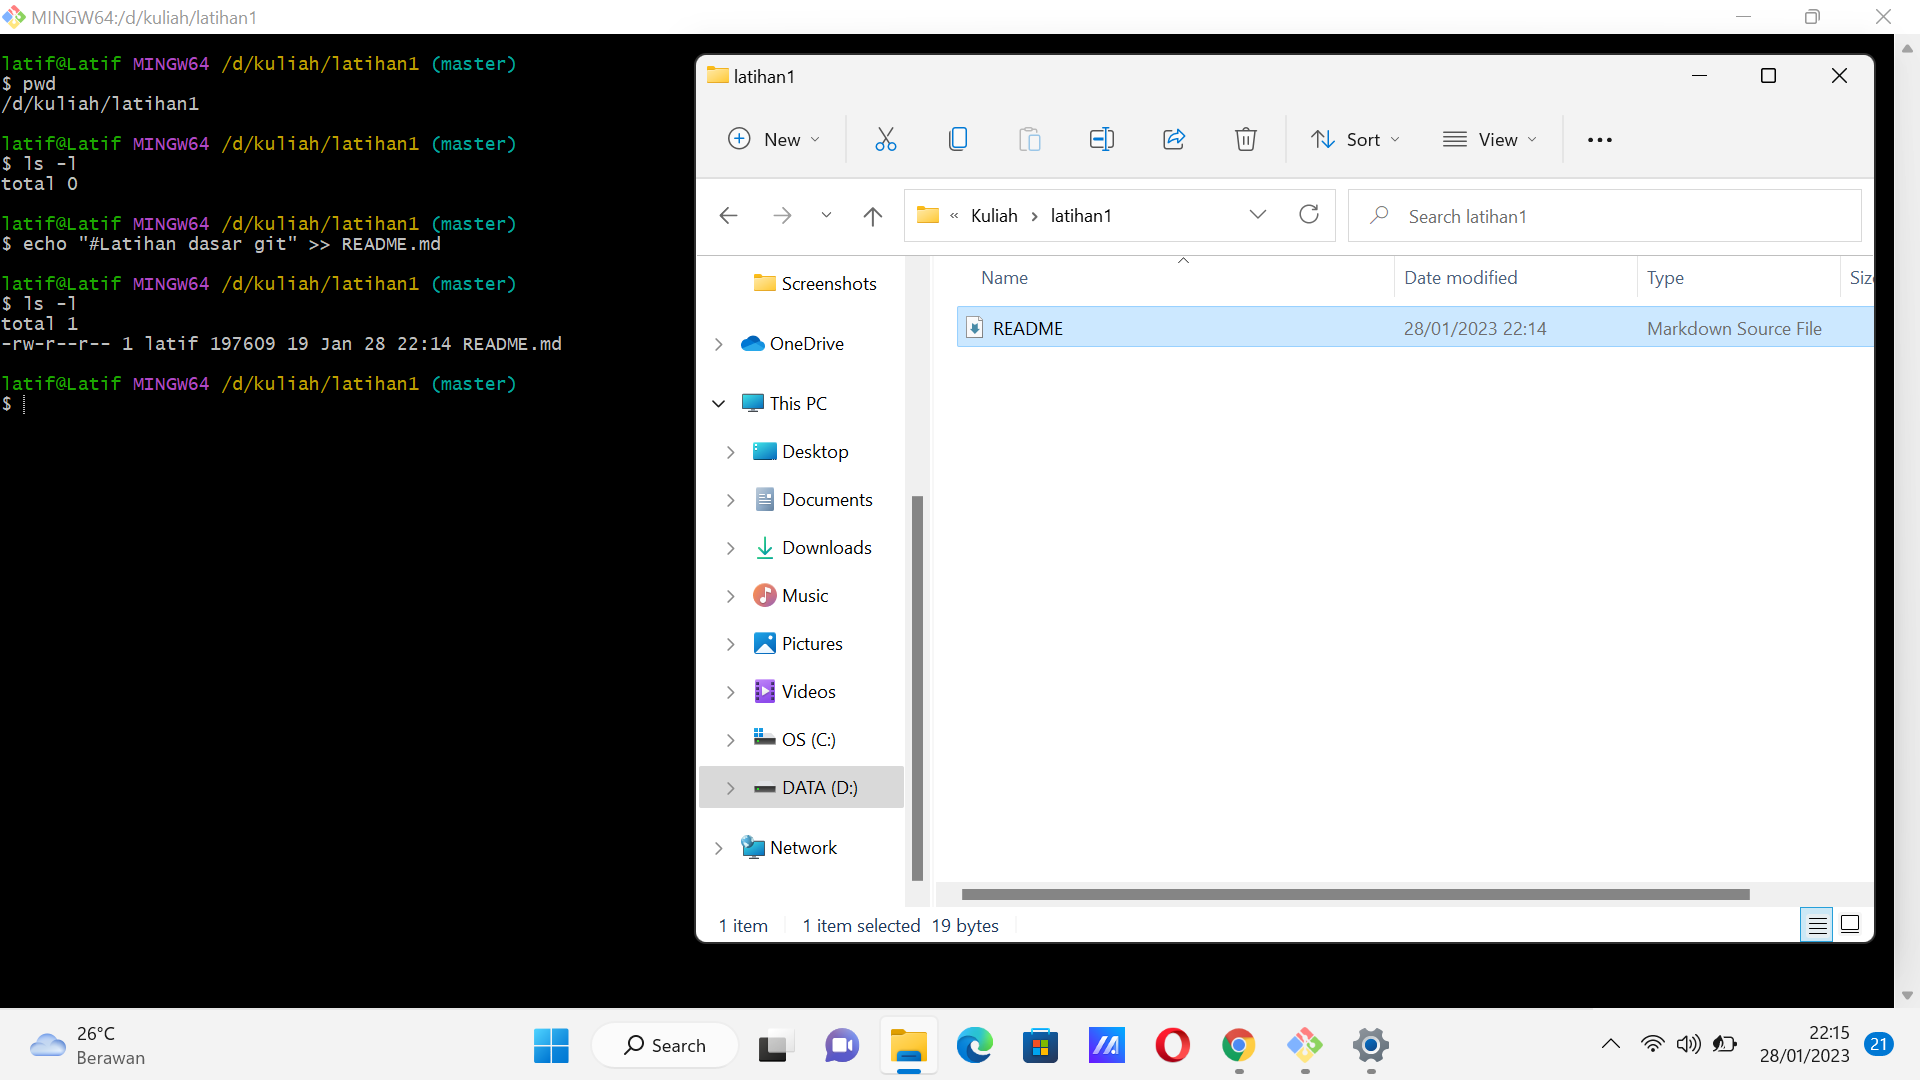 MINGW64:/d/kuliah/latihan1
latif@Latif MINGW64 /d/kuliah/latihan1 (master)
$ pwd
/d/kuliah/latihan1
latif@Latif MINGW64 /d/kuliah/latihan1 (master)
$ ls -l
total 0
latif@Latif MINGW64 /d/kuliah/latihan1 (master)
$ echo "#Latihan dasar git" >> README.md
latif@Latif MINGW64 /d/kuliah/latihan1 (master)
$ ls -l
total 1
-rw-r--r-- 1 latif 197609 19 Jan 28 22:14 README.md
latif@Latif MINGW64 /d/kuliah/latihan1 (master)
$
latihan1
New Sort View
« Kuliah > latihan1 Search latihan1
Name Date modified Type Siz
README 28/01/2023 22:14 Markdown Source File
Screenshots
OneDrive
This PC
Desktop
Documents
Downloads
Music
Pictures
Videos
OS (C:)
DATA (D:)
Network
1 item 1 item selected 19 bytes
26°C
Berawan
Search
22:15
28/01/2023
21